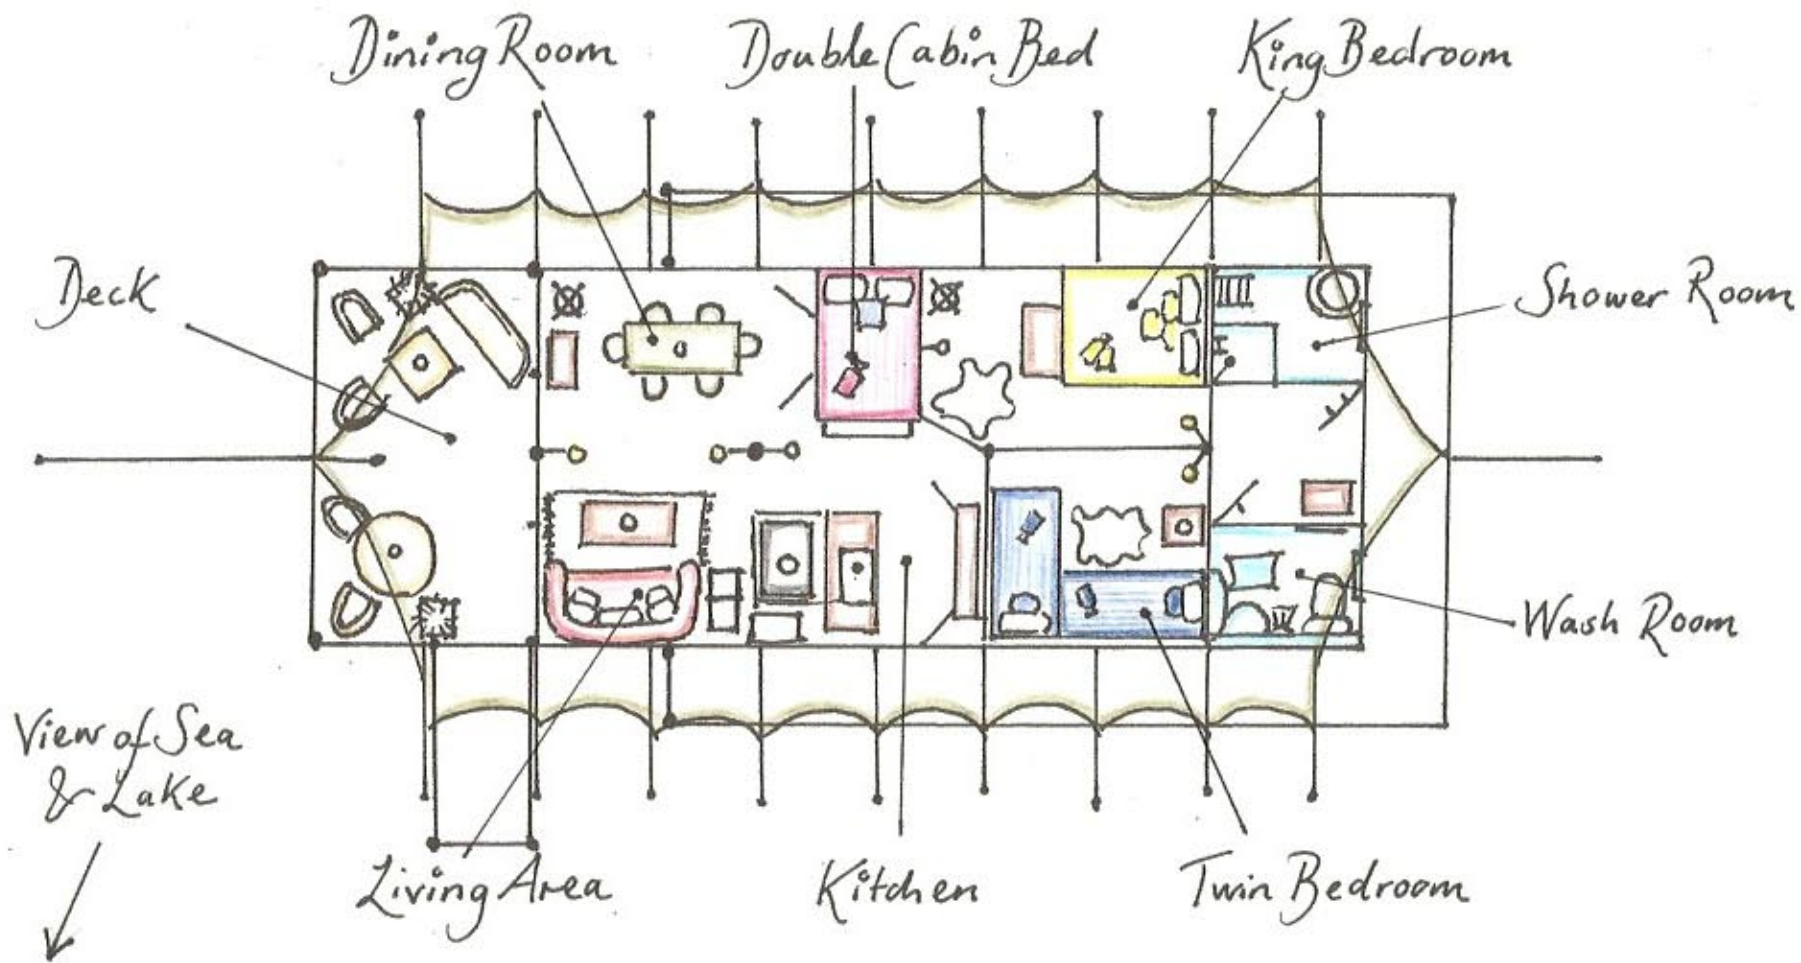 Dining Room
Double Cabin Bed
King Bedroom
Deck
Shower Room
Wash Room
View of Sea
& Lake
Living Area
Kitchen
Twin Bedroom